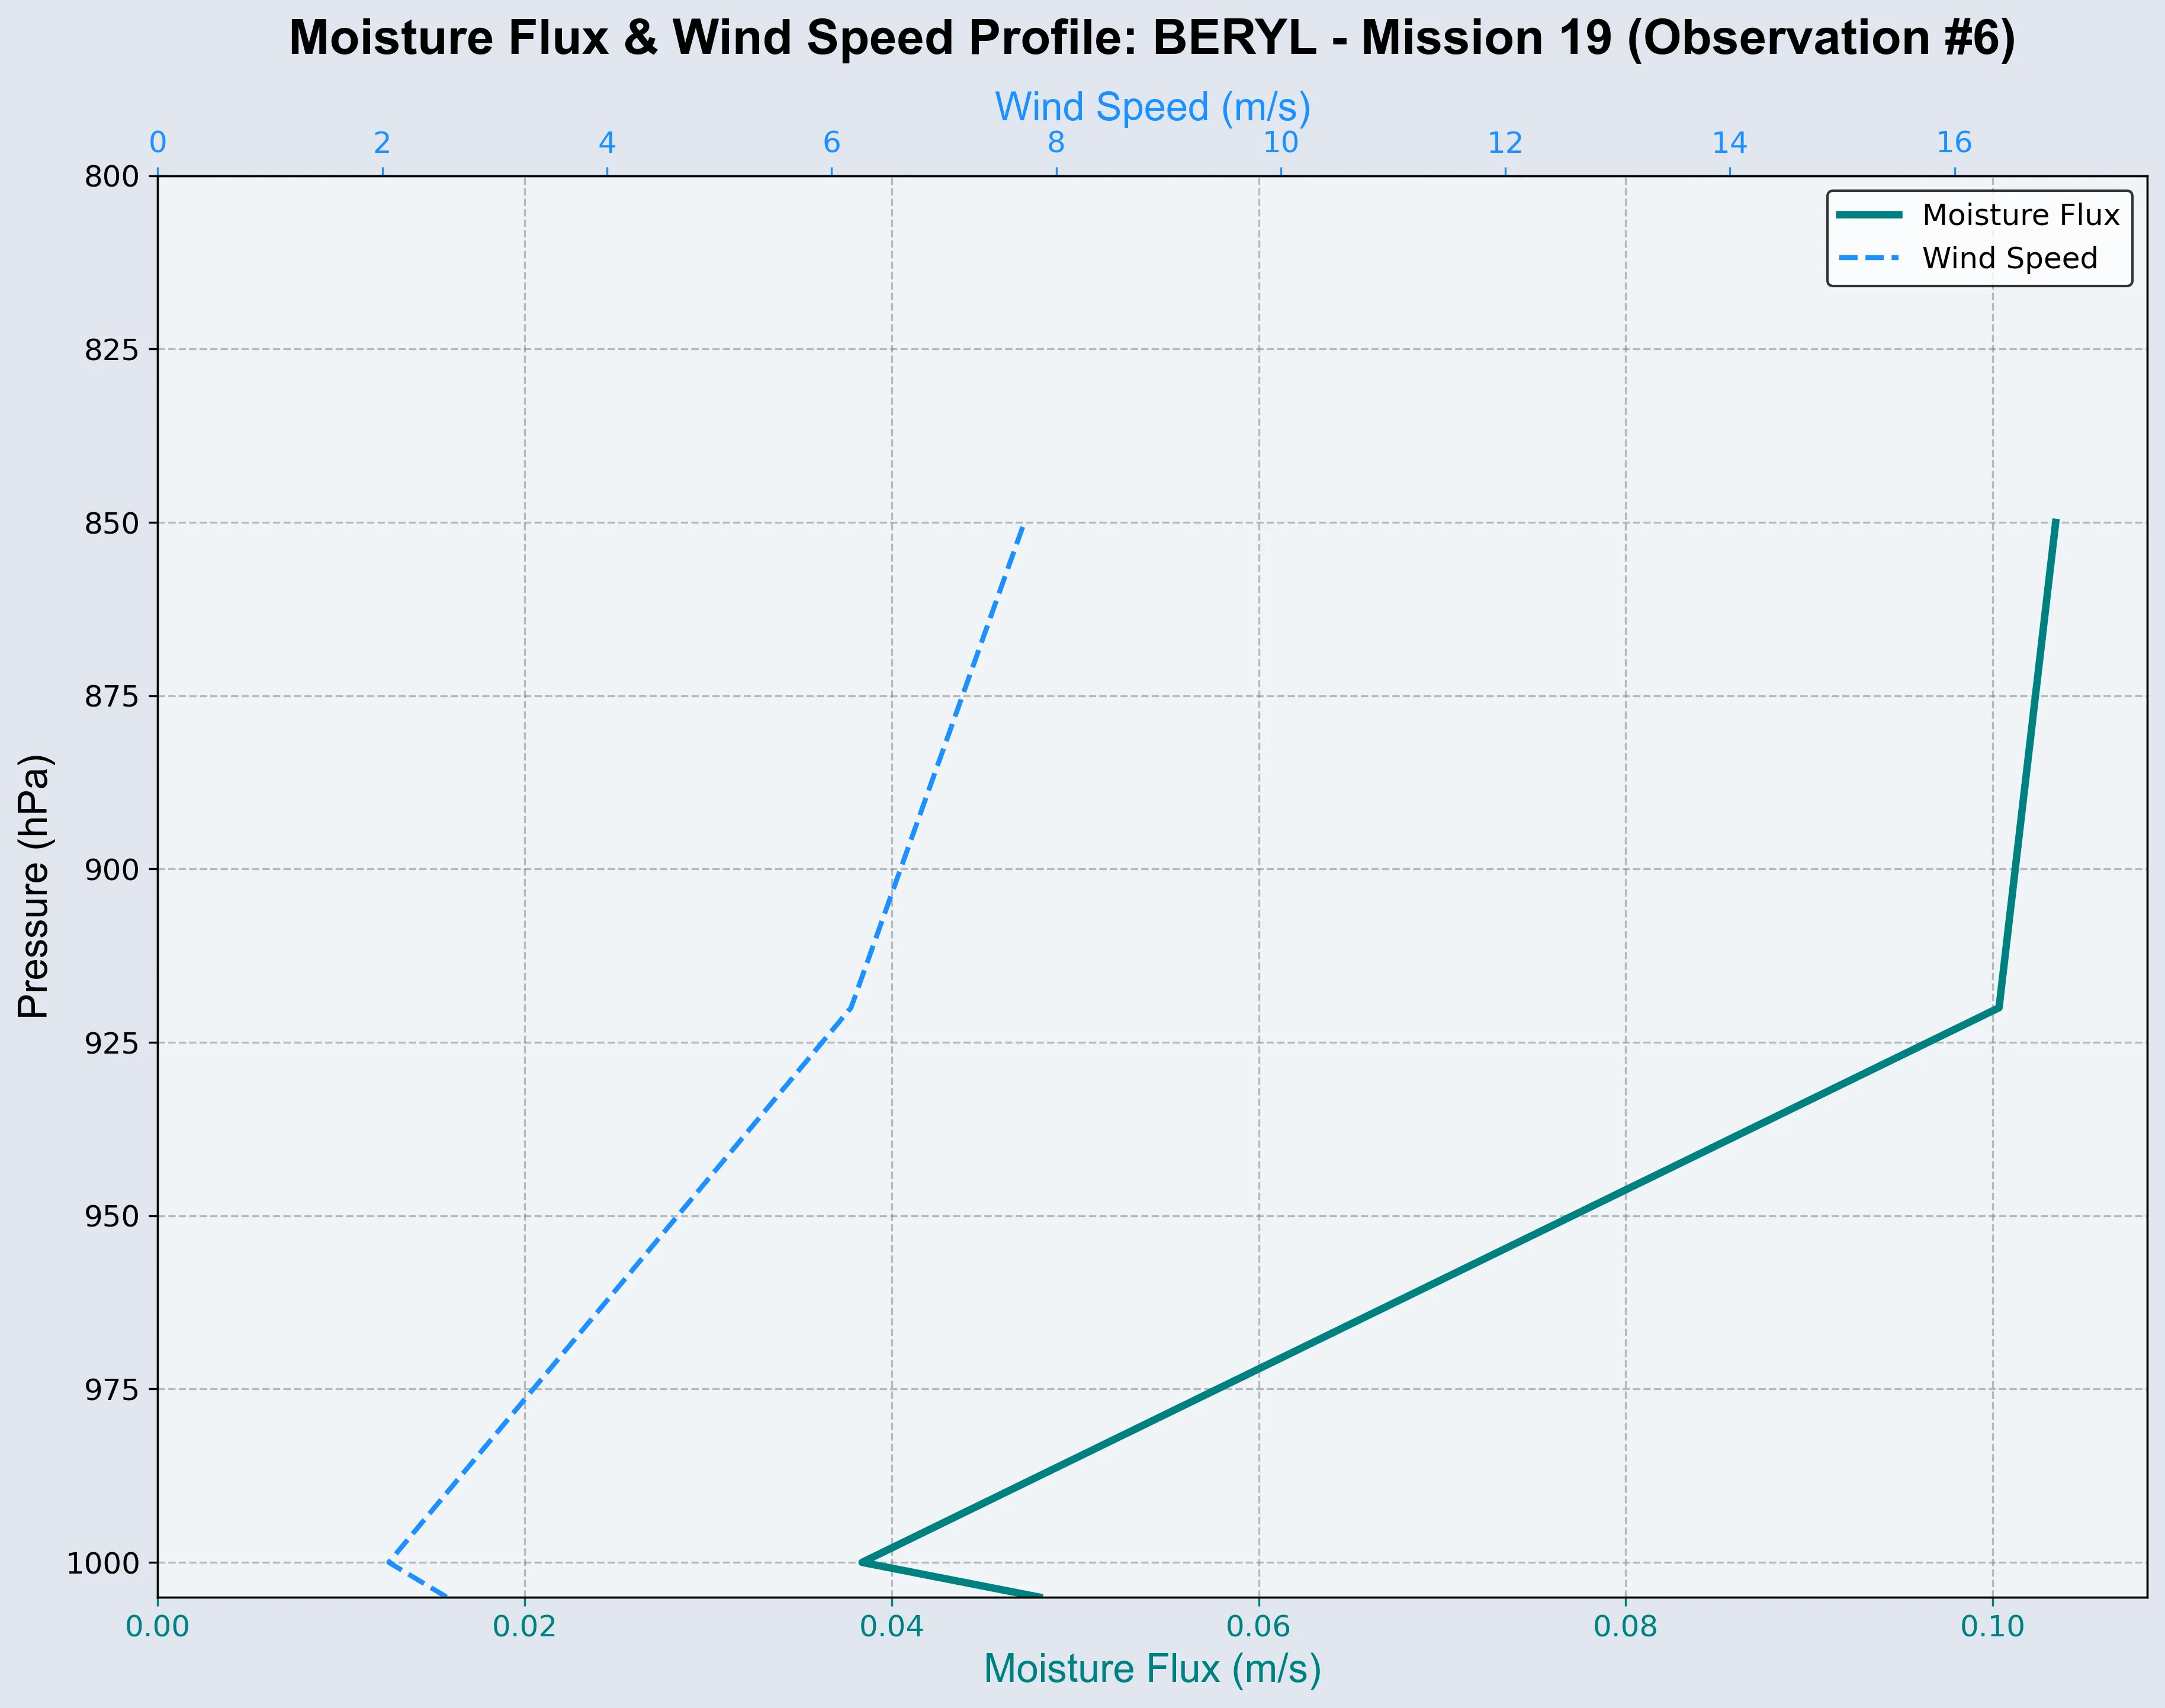 Moisture Flux & Wind Speed Profile: BERYL - Mission 19 (Observation #6)
Wind Speed (m/s)
0 2 4 6 8 10 12 14 16
Moisture Flux
Wind Speed
800
825
850
875
900
925
950
975
1000
Pressure (hPa)
0.00 0.02 0.04 0.06 0.08 0.10
Moisture Flux (m/s)